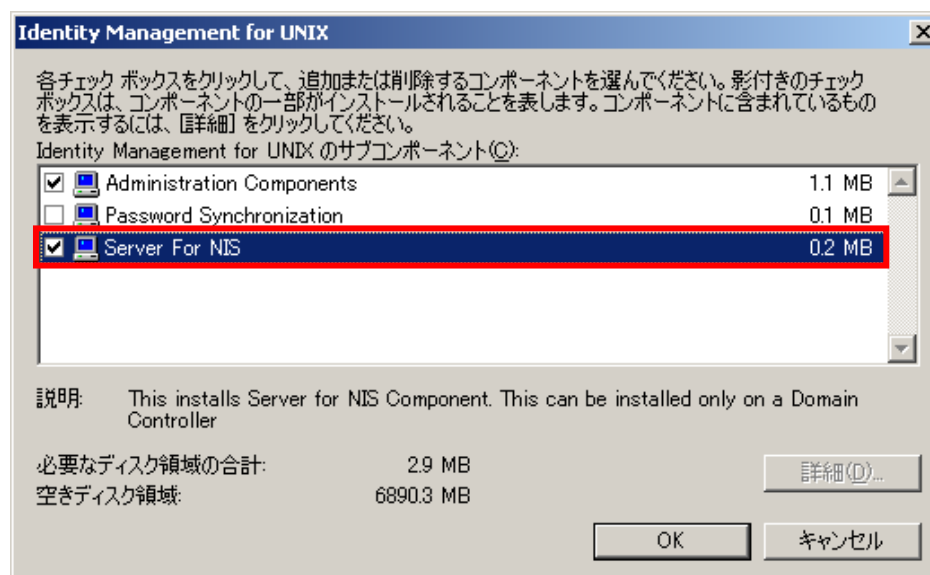 Identity Management for UNIX
各チェック ボックスをクリックして、追加または削除するコンポーネントを選んでください。影付きのチェック
ボックスは、コンポーネントの一部がインストールされることを表します。コンポーネントに含まれているもの
を表示するには、[詳細] をクリックしてください。
Identity Management for UNIX のサブコンポーネント(C):
Administration Components 1.1 MB
Password Synchronization 0.1 MB
Server For NIS 0.2 MB
説明: This installs Server for NIS Component. This can be installed only on a Domain
Controller
必要なディスク領域の合計: 2.9 MB
詳細(D)...
空きディスク領域: 6890.3 MB
OK キャンセル